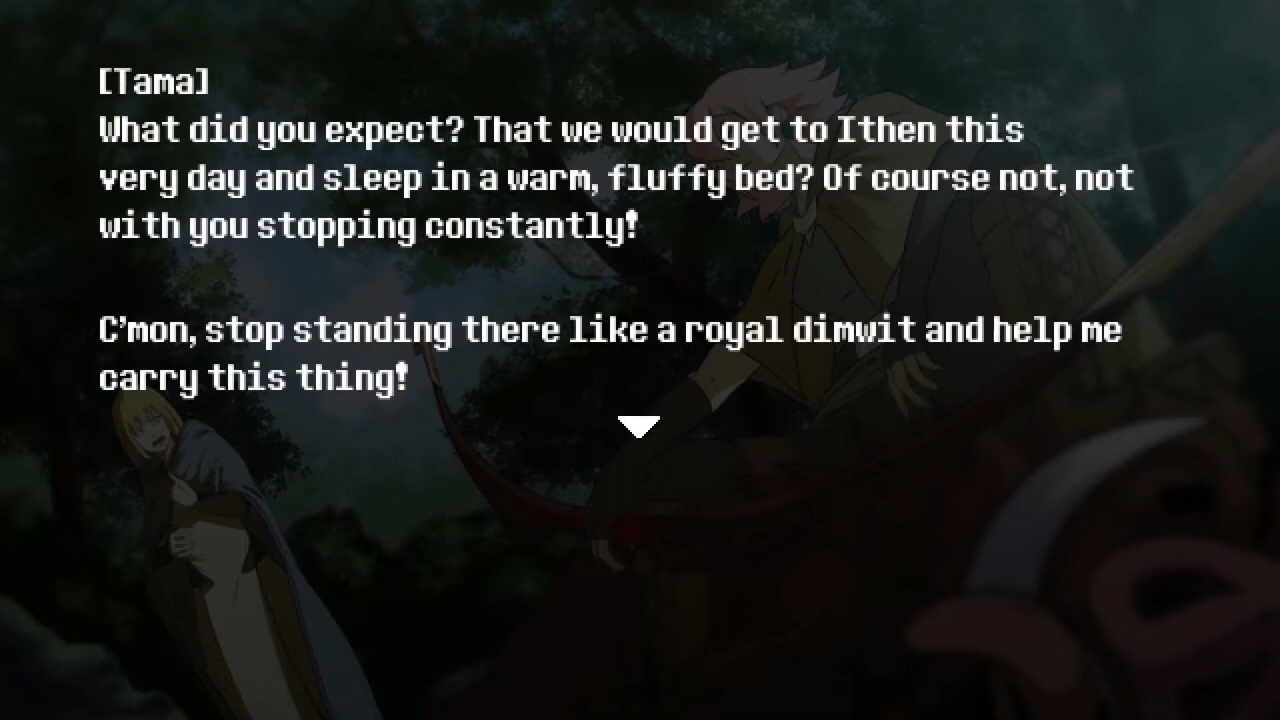 [Tama]
What did you expect? That we would get to Ithen this
very day and sleep in a warm, fluffy bed? Of course not, not
with you stopping constantly!
C'mon, stop standing there like a royal dimwit and help me
carry this thing!